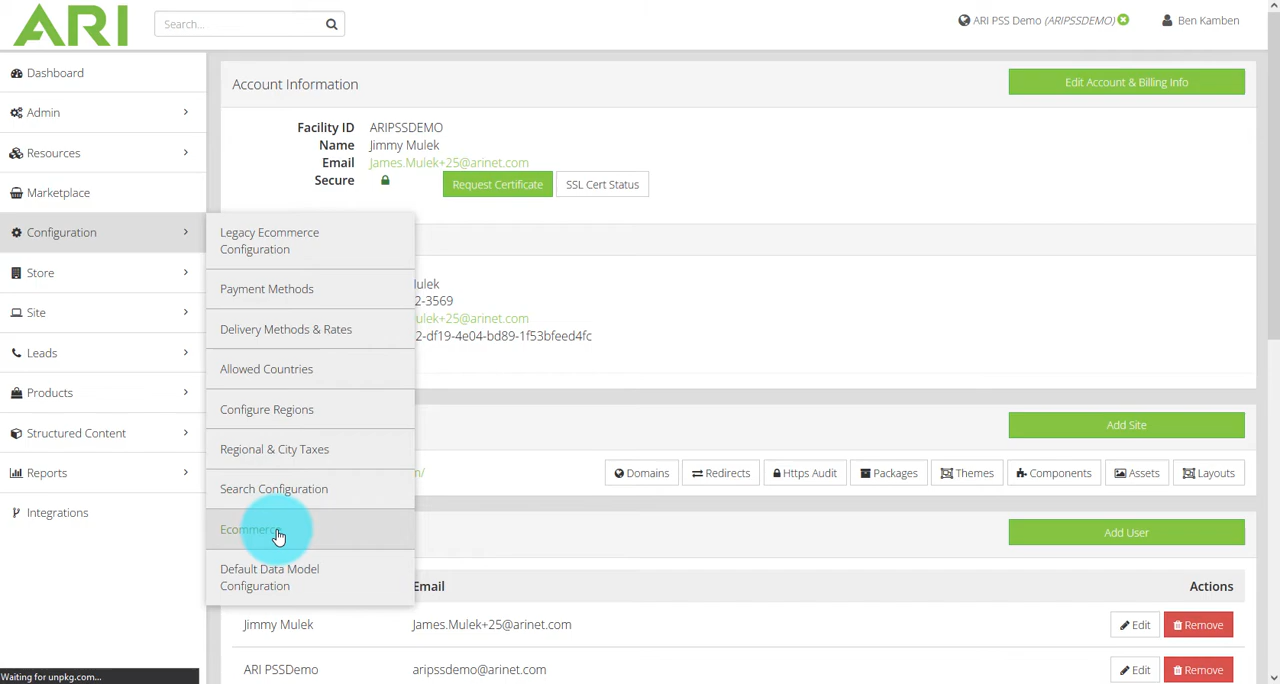 ARI
Search...
ARI PSS Demo (ARIPSSDEMO)
Ben Kamben
Dashboard
Admin
Resources
Marketplace
Configuration
Store
Site
Leads
Products
Structured Content
Reports
Integrations
Legacy Ecommerce
Configuration
Payment Methods
Delivery Methods & Rates
Allowed Countries
Configure Regions
Regional & City Taxes
Search Configuration
Ecommerce
Default Data Model
Configuration
Account Information
Edit Account & Billing Info
Facility ID ARIPSSDEMO
Name Jimmy Mulek
Email James.Mulek+25@arinet.com
Secure Request Certificate SSL Cert Status
ulek
2-3569
ulek+25@arinet.com
2-df19-4e04-bd89-1f53bfeed4fc
Add Site
m/ Domains Redirects Https Audit Packages Themes Components Assets Layouts
Add User
Email Actions
Jimmy Mulek James.Mulek+25@arinet.com Edit Remove
ARI PSSDemo aripssdemo@arinet.com Edit Remove
Waiting for unpkg.com...